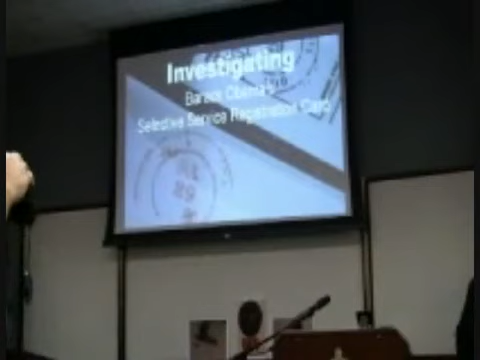 Investigating
Barack Obama's
Selective Service Registration Card